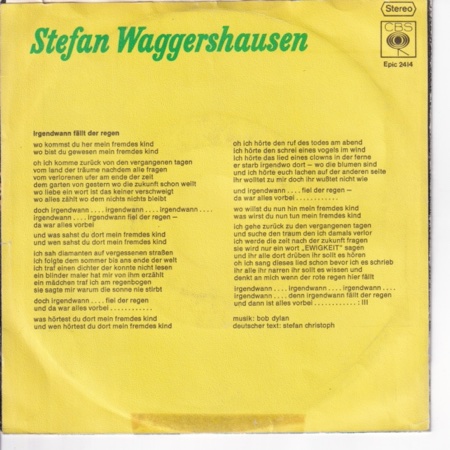 Stefan Waggershausen
Stereo
CBS
Epic 2414
Irgendwann fällt der regen
wo kommst du her mein fremdes kind
wo bist du gewesen mein fremdes kind
oh ich komme zurück von den vergangenen tagen
vom land der träume nachdem alle fragen
vom verlorenen ufer am ende der zeit
dem garten von gestern wo die zukunft schon weilt
wo liebe ein wort ist das keiner verschweigt
wo alles zählt wo dem nichts nichts bleibt
doch irgendwann .... irgendwann .... irgendwann ....
irgendwann .... irgendwann fiel der regen —
da war alles vorbei
und was sahst du dort mein fremdes kind
und wen sahst du dort mein fremdes kind
ich sah diamanten auf vergessenen straßen
ich folgte dem sommer bis ans ende der welt
ich traf einen dichter der konnte nicht lesen
ein blinder maler hat mir von ihm erzählt
ein mädchen traf ich am regenbogen
sie sagte mir warum die sonne nie stirbt
doch irgendwann .... fiel der regen
und da war alles vorbei ............
was hörtest du dort mein fremdes kind
und wen hörtest du dort mein fremdes kind
oh ich hörte den ruf des todes am abend
ich hörte den schrei eines vogels im wind
ich hörte das lied eines clowns in der ferne
er starb irgendwo dort — wo die blumen sind
und ich hörte euch lachen auf der anderen seite
ihr wolltet zu mir doch ihr wußtet nicht wie
und irgendwann .... fiel der regen —
da war alles vorbei ............
wo willst du nun hin mein fremdes kind
was wirst du nun tun mein fremdes kind
ich gehe zurück zu den vergangenen tagen
und suche den traum den ich damals verlor
ich werde die zeit nach der zukunft fragen
sie wird nur ein wort „EWIGKEIT" sagen
und ihr alle dort drüben ihr sollt es hören
oh ich sang dieses lied schon bevor ich es schrieb
ihr alle ihr narren ihr sollt es wissen und
denkt an mich wenn der rote regen hier fällt
irgendwann .... irgendwann .... irgendwann ....
irgendwann .... denn irgendwann fällt der regen
und dann ist alles vorbei ............ : III
musik: bob dylan
deutscher text: stefan christoph